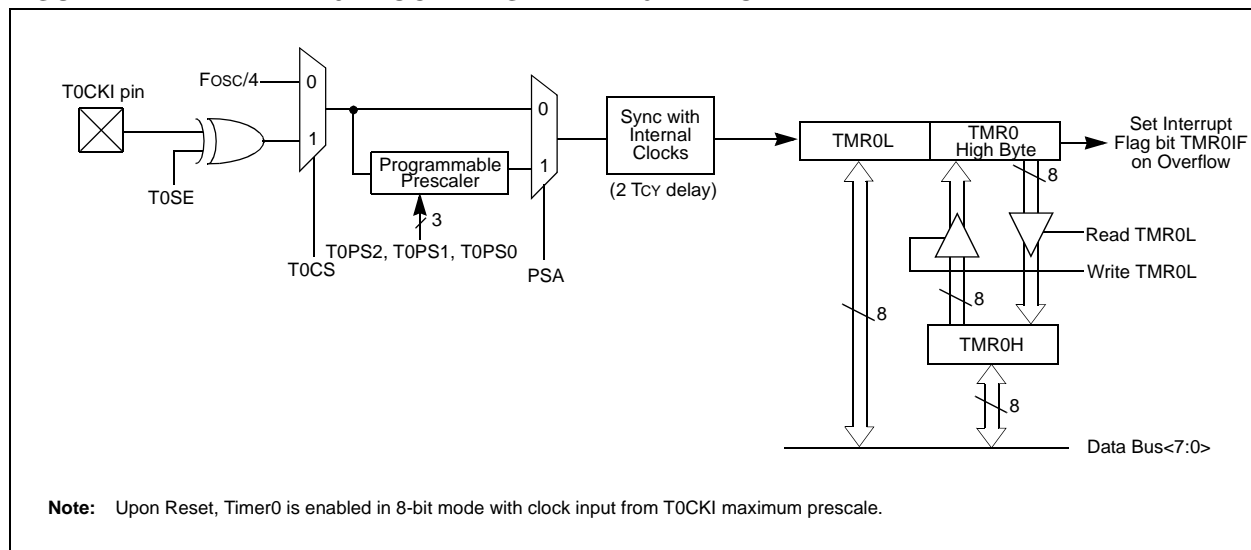 FOSC/4
0
1
T0CKI pin
T0SE
T0CS
Programmable
Prescaler
3
T0PS2, T0PS1, T0PS0
0
1
PSA
Sync with
Internal
Clocks
(2 TCY delay)
TMR0L
TMR0
High Byte
Set Interrupt
Flag bit TMR0IF
on Overflow
8
Read TMR0L
Write TMR0L
8
8
TMR0H
8
Data Bus<7:0>
Note: Upon Reset, Timer0 is enabled in 8-bit mode with clock input from T0CKI maximum prescale.